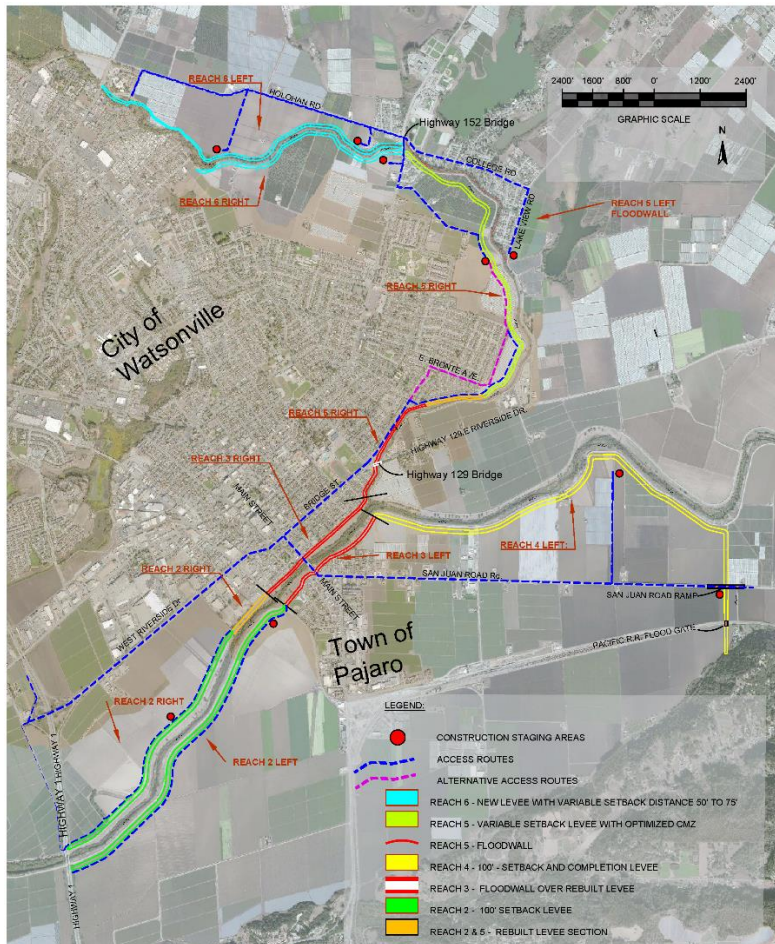 REACH 6 LEFT
HOLOHAN RD
Highway 152 Bridge
2400' 1600' 800 0' 1200' 2400'
GRAPHIC SCALE
N
COLLEGE RD
LAKE VIEW RD
REACH 5 LEFT
FLOODWALL
REACH 6 RIGHT
REACH 5 RIGHT
City of
Watsonville
E. BRONTE A /E.
REACH 5 RIGHT
HIGHWAY 129/E RIVERSIDE DR.
REACH 3 RIGHT
Highway 129 Bridge
MAIN STREET
BRIDGE ST.
REACH 4 LEFT:
REACH 2 RIGHT
REACH 3 LEFT
SAN JUAN ROAD Rd.
SAN JUAN ROAD RAMP
MAIN STREET
WEST RIVERSIDE Dr
Town of
Pajaro
PACIFIC R.R. FLOOD GATE
REACH 2 RIGHT
REACH 2 LEFT
HIGHWAY 1/HIGHWAY 1
HIGHWAY 1
LEGEND:
CONSTRUCTION STAGING AREAS
ACCESS ROUTES
ALTERNATIVE ACCESS ROUTES
REACH 6 - NEW LEVEE WITH VARIABLE SETBACK DISTANCE 50' TO 75'
REACH 5 - VARIABLE SETBACK LEVEE WITH OPTIMIZED CMZ
REACH 5 - FLOODWALL
REACH 4 - 100' - SETBACK AND COMPLETION LEVEE
REACH 3 - FLOODWALL OVER REBUILT LEVEE
REACH 2 - 100' SETBACK LEVEE
REACH 2 & 5 - REBUILT LEVEE SECTION